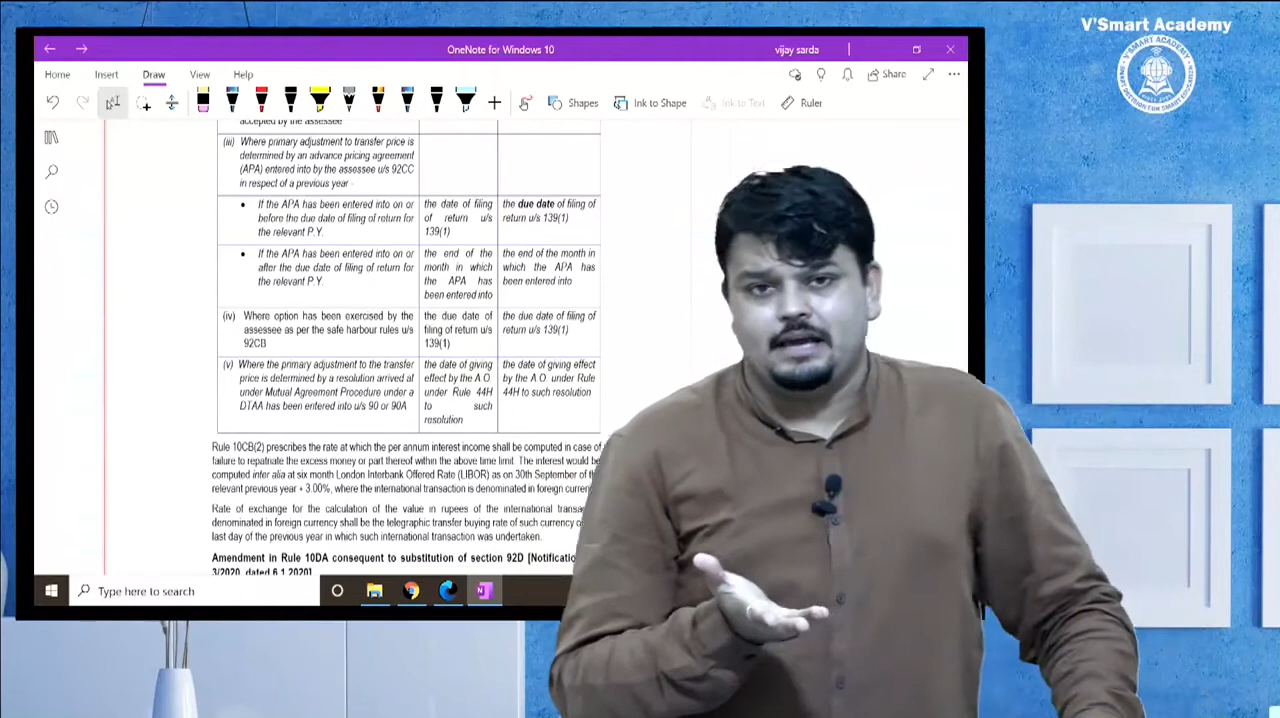 V'Smart Academy
OneNote for Windows 10
vijay sarda
Home Insert Draw View Help
Share
Shapes Ink to Shape Ink to Text Ruler
accepted by the assessee
(iii) Where primary adjustment to transfer price is
determined by an advance pricing agreement
(APA) entered into by the assessee u/s 92CC
in respect of a previous year -
• If the APA has been entered into on or
before the due date of filing of return for
the relevant P.Y.
the date of filing
of return u/s
139(1)
the due date of filing of
return u/s 139(1)
• If the APA has been entered into on or
after the due date of filing of return for
the relevant P.Y.
the end of the
month in which
the APA has
been entered into
the end of the month in
which the APA has
been entered into
(iv) Where option has been exercised by the
assessee as per the safe harbour rules u/s
92CB
the due date of
filing of return u/s
139(1)
the due date of filing of
return u/s 139(1)
(v) Where the primary adjustment to the transfer
price is determined by a resolution arrived at
under Mutual Agreement Procedure under a
DTAA has been entered into u/s 90 or 90A
the date of giving
effect by the A.O.
under Rule 44H
to such
resolution
the date of giving effect
by the A.O. under Rule
44H to such resolution
Rule 10CB(2) prescribes the rate at which the per annum interest income shall be computed in case of
failure to repatriate the excess money or part thereof within the above time limit. The interest would be
computed inter alia at six month London Interbank Offered Rate (LIBOR) as on 30th September of
relevant previous year + 3.00%, where the international transaction is denominated in foreign
Rate of exchange for the calculation of the value in rupees of the international
denominated in foreign currency shall be the telegraphic transfer buying rate of such currency
last day of the previous year in which such international transaction was undertaken.
Amendment in Rule 10DA consequent to substitution of section 92D
3/2020, dated 6.1.2020]
Type here to search